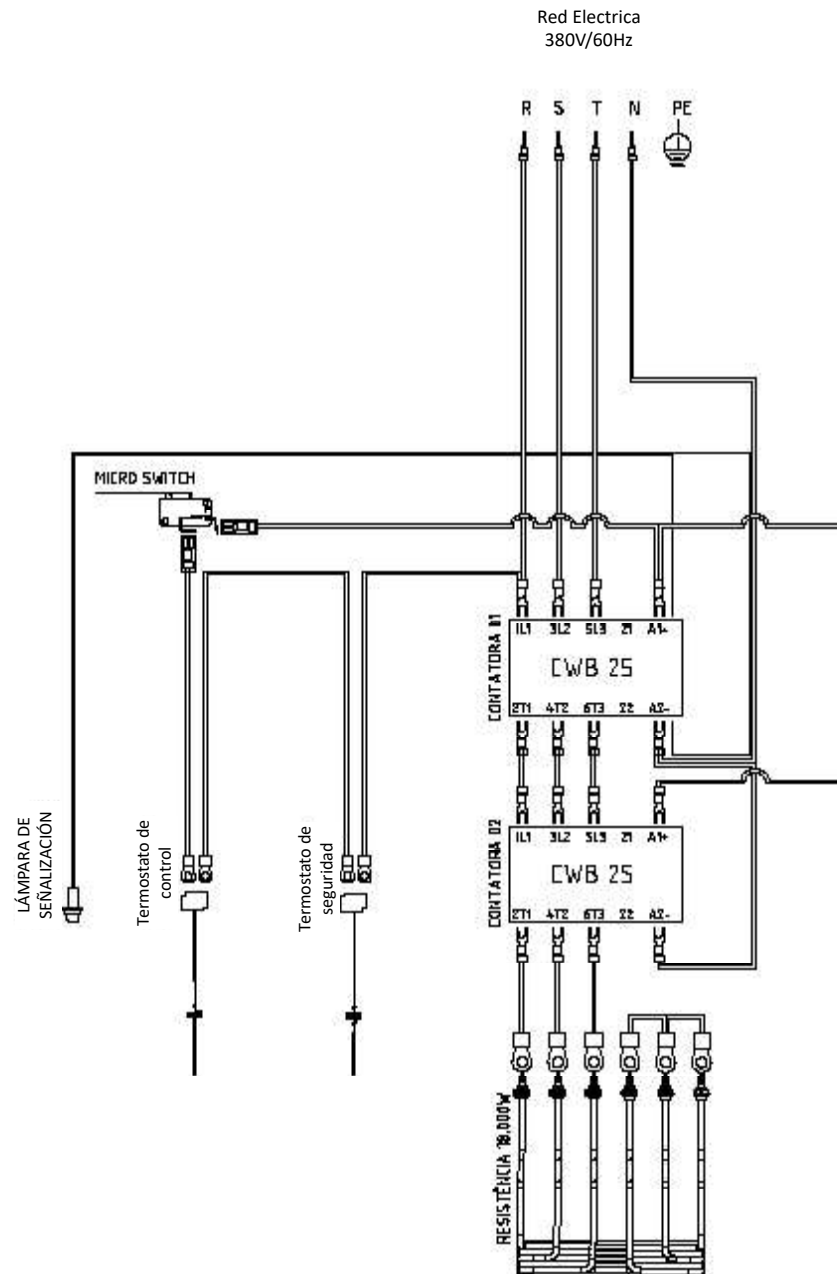 Red Electrica
380V/60Hz
R S T N PE
MICRO SWITCH
CONTATORA 01
1L1 3L2 5L3 21 A1+
CWB 25
2T1 4T2 6T3 22 A2-
LÁMPARA DE
SEÑALIZACIÓN
Termostato de
control
Termostato de
seguridad
CONTATORA 02
1L1 3L2 5L3 21 A1+
CWB 25
2T1 4T2 6T3 22 A2-
RESISTÊNCIA 18.000W